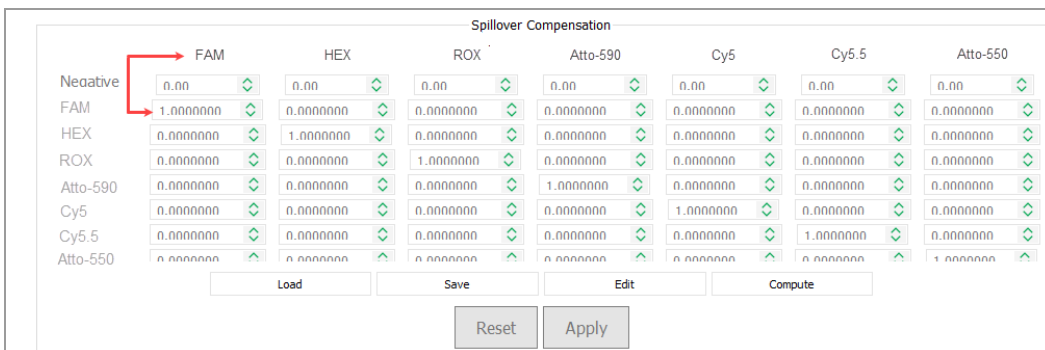 Spillover Compensation
FAM HEX ROX Atto-590 Cy5 Cy5.5 Atto-550
Negative 0.00 0.00 0.00 0.00 0.00 0.00 0.00
FAM 1.0000000 0.0000000 0.0000000 0.0000000 0.0000000 0.0000000 0.0000000
HEX 0.0000000 1.0000000 0.0000000 0.0000000 0.0000000 0.0000000 0.0000000
ROX 0.0000000 0.0000000 1.0000000 0.0000000 0.0000000 0.0000000 0.0000000
Atto-590 0.0000000 0.0000000 0.0000000 1.0000000 0.0000000 0.0000000 0.0000000
Cy5 0.0000000 0.0000000 0.0000000 0.0000000 1.0000000 0.0000000 0.0000000
Cy5.5 0.0000000 0.0000000 0.0000000 0.0000000 0.0000000 1.0000000 0.0000000
Atto-550 0.0000000 0.0000000 0.0000000 0.0000000 0.0000000 0.0000000 1.0000000
Load Save Edit Compute
Reset Apply